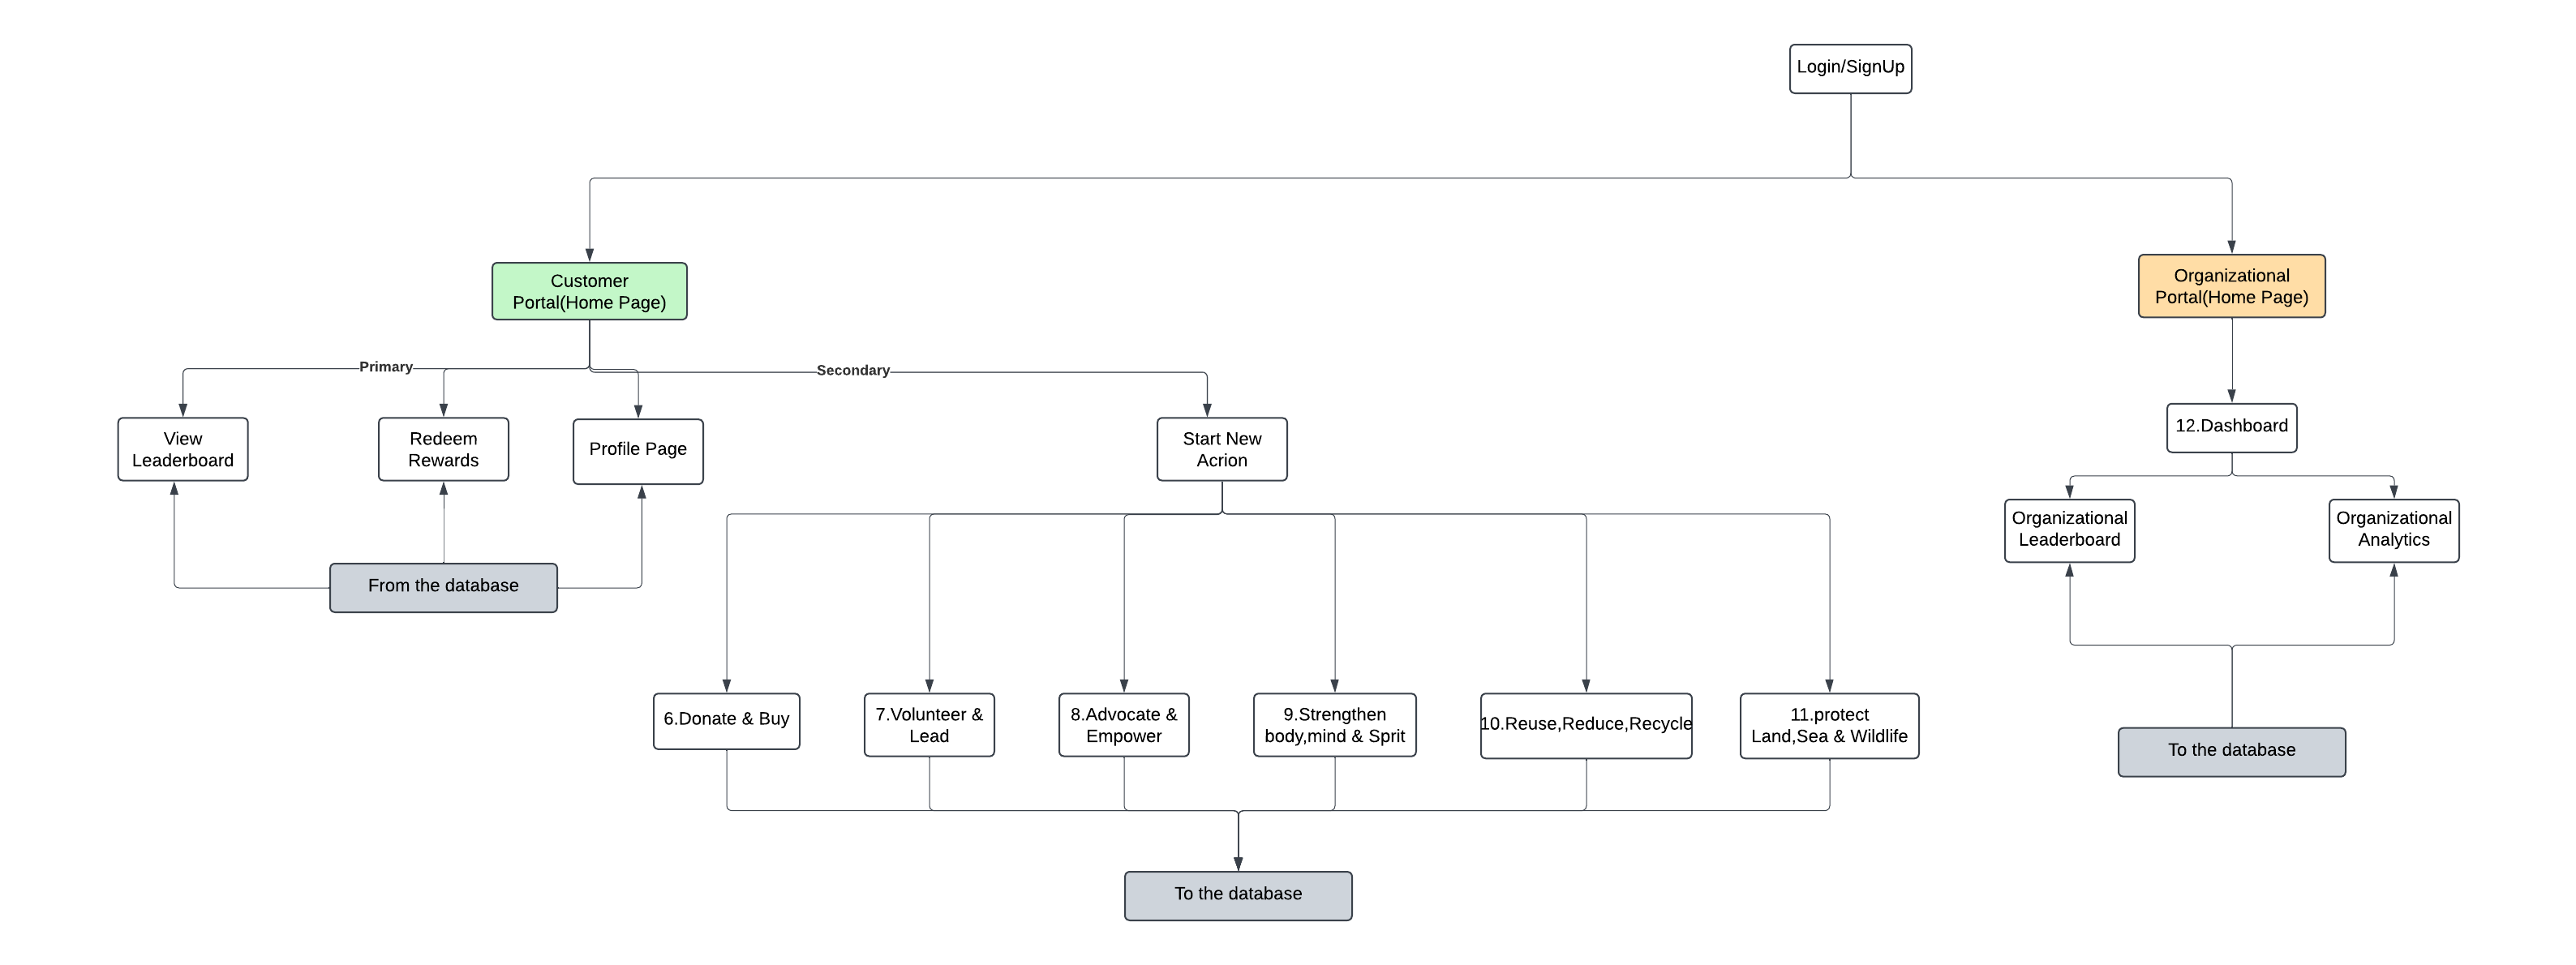 Login/SignUp
Customer
Portal(Home Page)
Organizational
Portal(Home Page)
Primary
Secondary
View
Leaderboard
Redeem
Rewards
Profile Page
Start New
Acrion
12.Dashboard
Organizational
Leaderboard
Organizational
Analytics
From the database
6.Donate & Buy
7.Volunteer &
Lead
8.Advocate &
Empower
9.Strengthen
body,mind & Sprit
10.Reuse,Reduce,Recycle
11.protect
Land,Sea & Wildlife
To the database
To the database